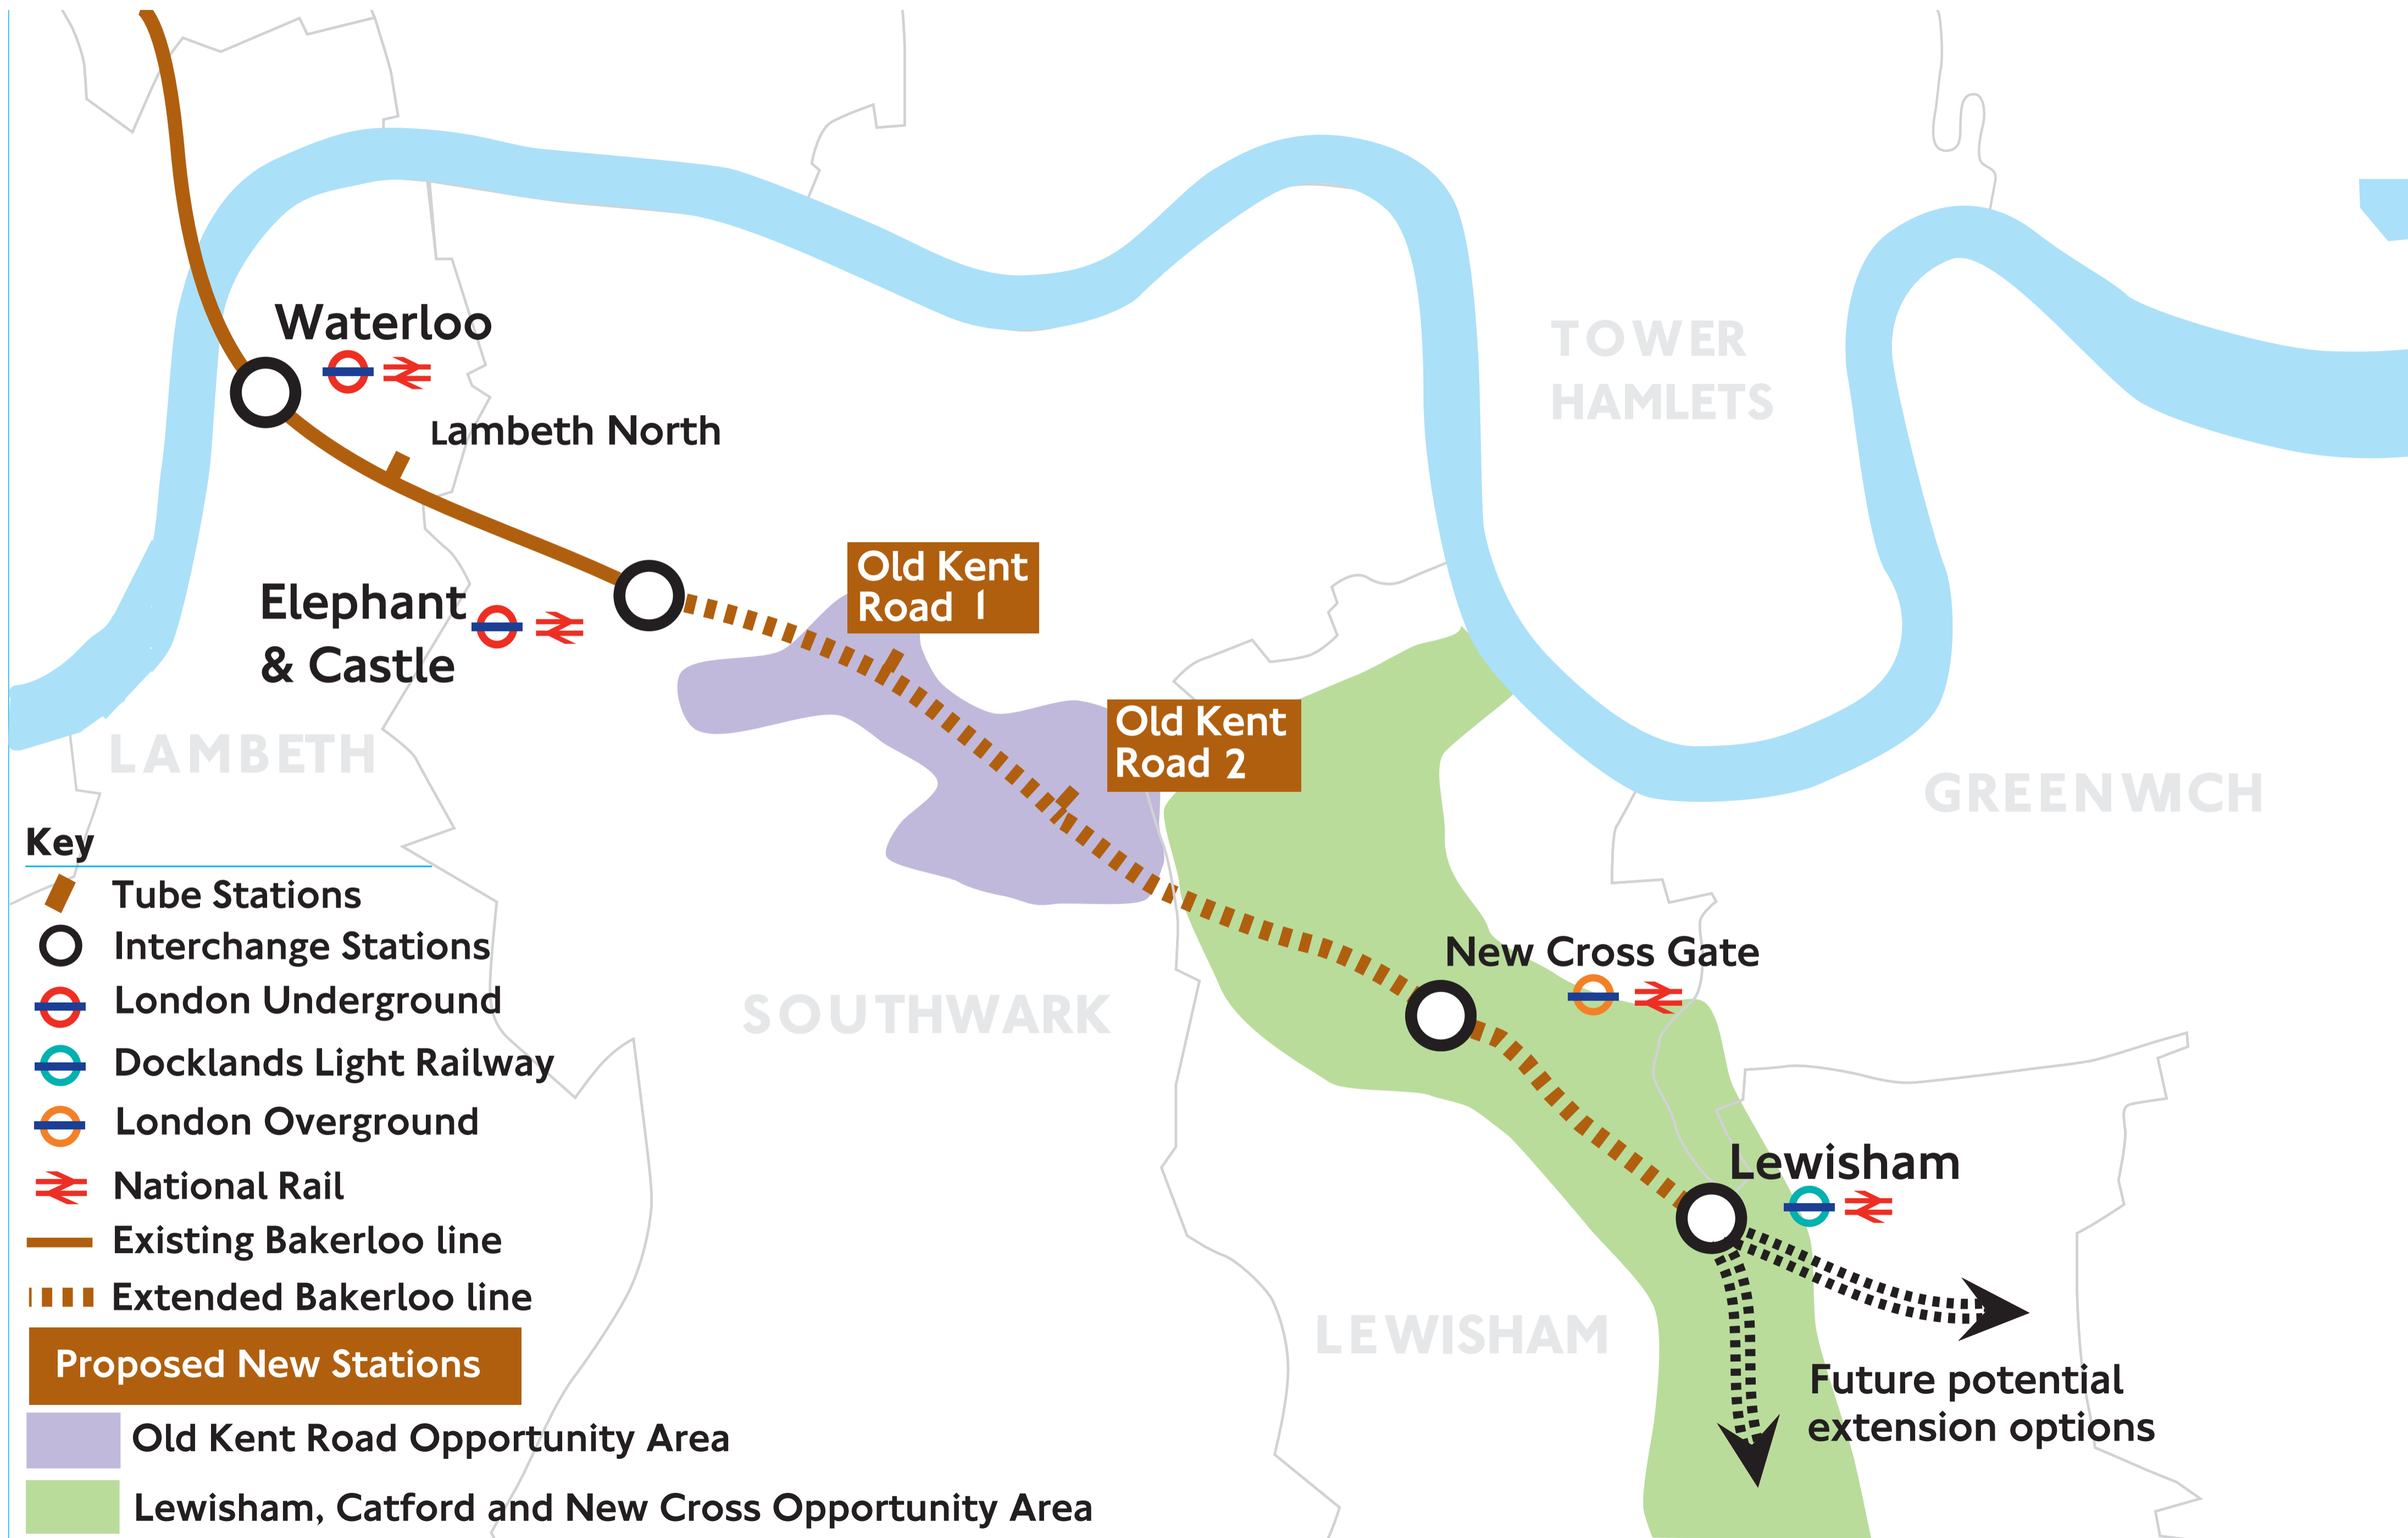 Waterloo
Lambeth North
TOWER
HAMLETS
Old Kent
Road 1
Elephant
& Castle
Old Kent
Road 2
LAMBETH
GREENWICH
Key
Tube Stations
Interchange Stations
London Underground
Docklands Light Railway
London Overground
National Rail
Existing Bakerloo line
Extended Bakerloo line
Proposed New Stations
Old Kent Road Opportunity Area
Lewisham, Catford and New Cross Opportunity Area
New Cross Gate
SOUTHWARK
Lewisham
LEWISHAM
Future potential
extension options